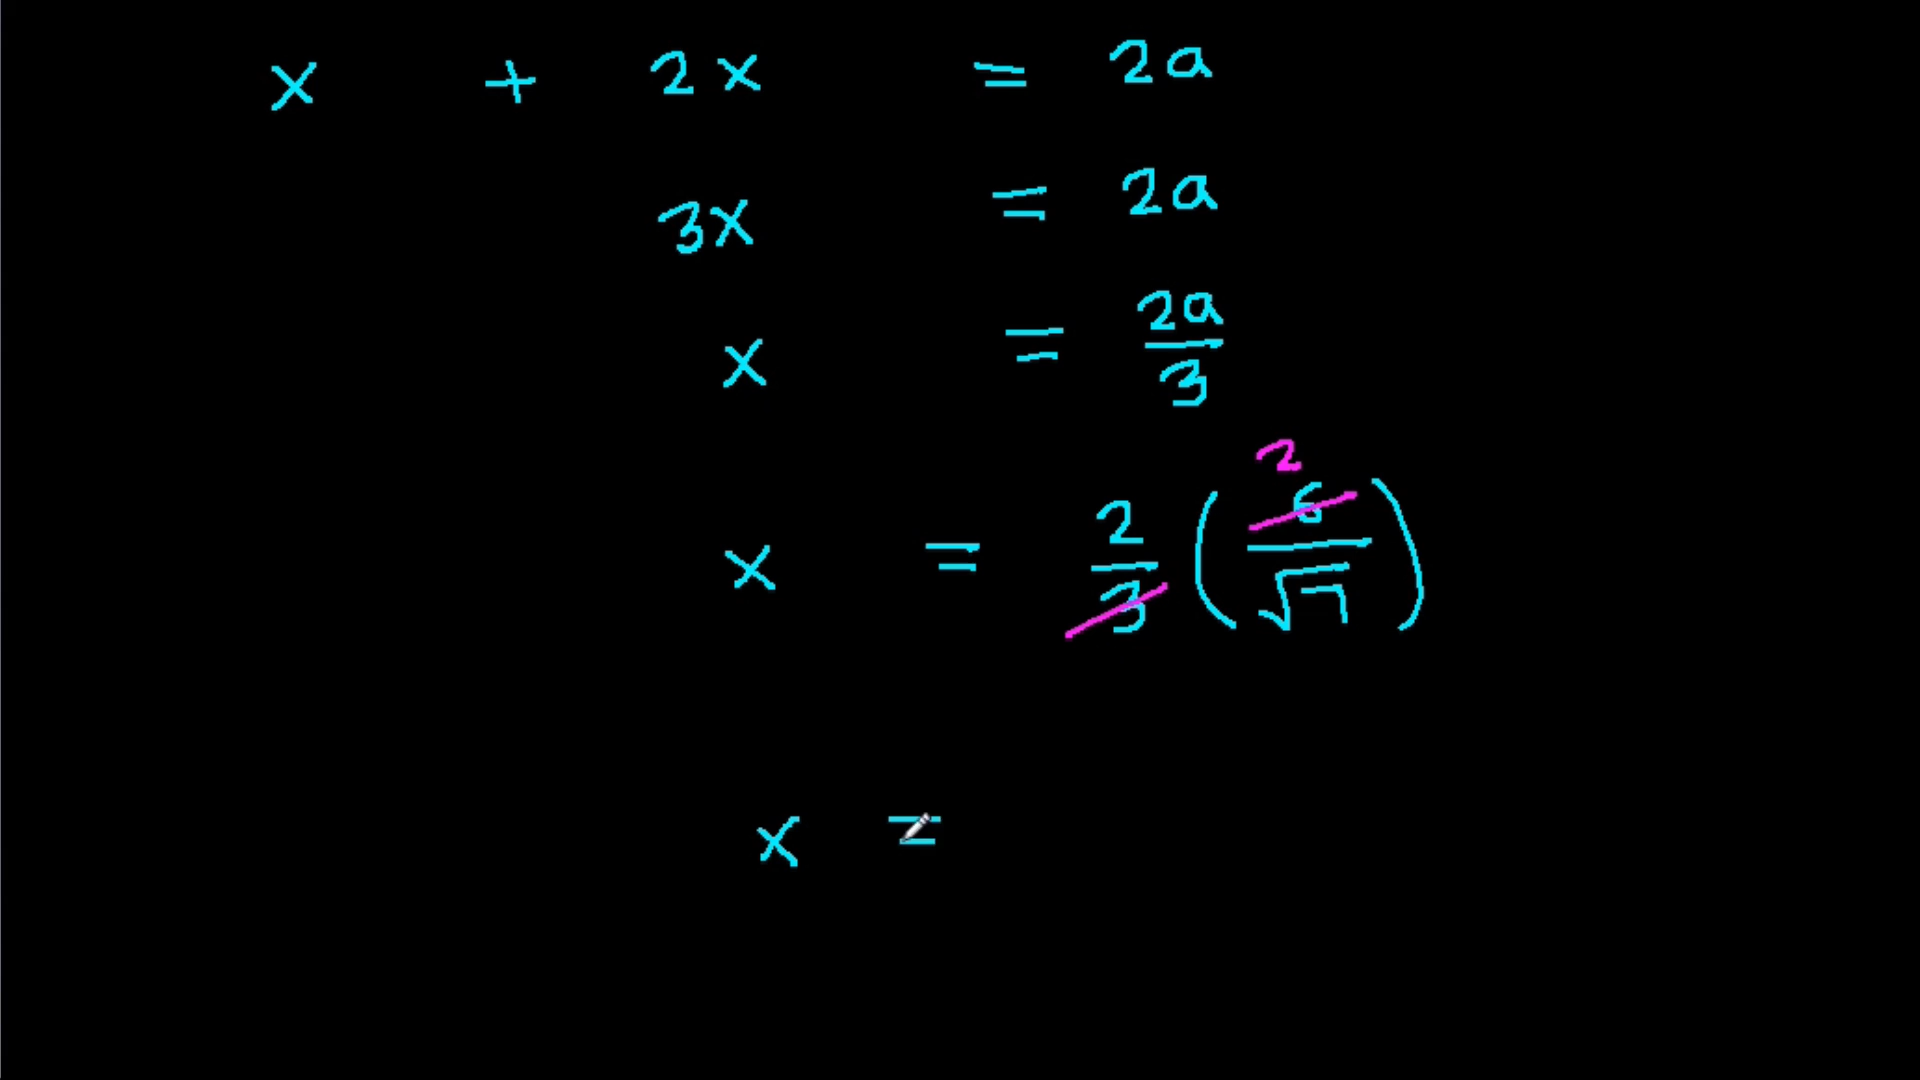 x + 2x = 2a
3x = 2a
x = 2a/3
2
x = 2/3 (6/√7)
x =